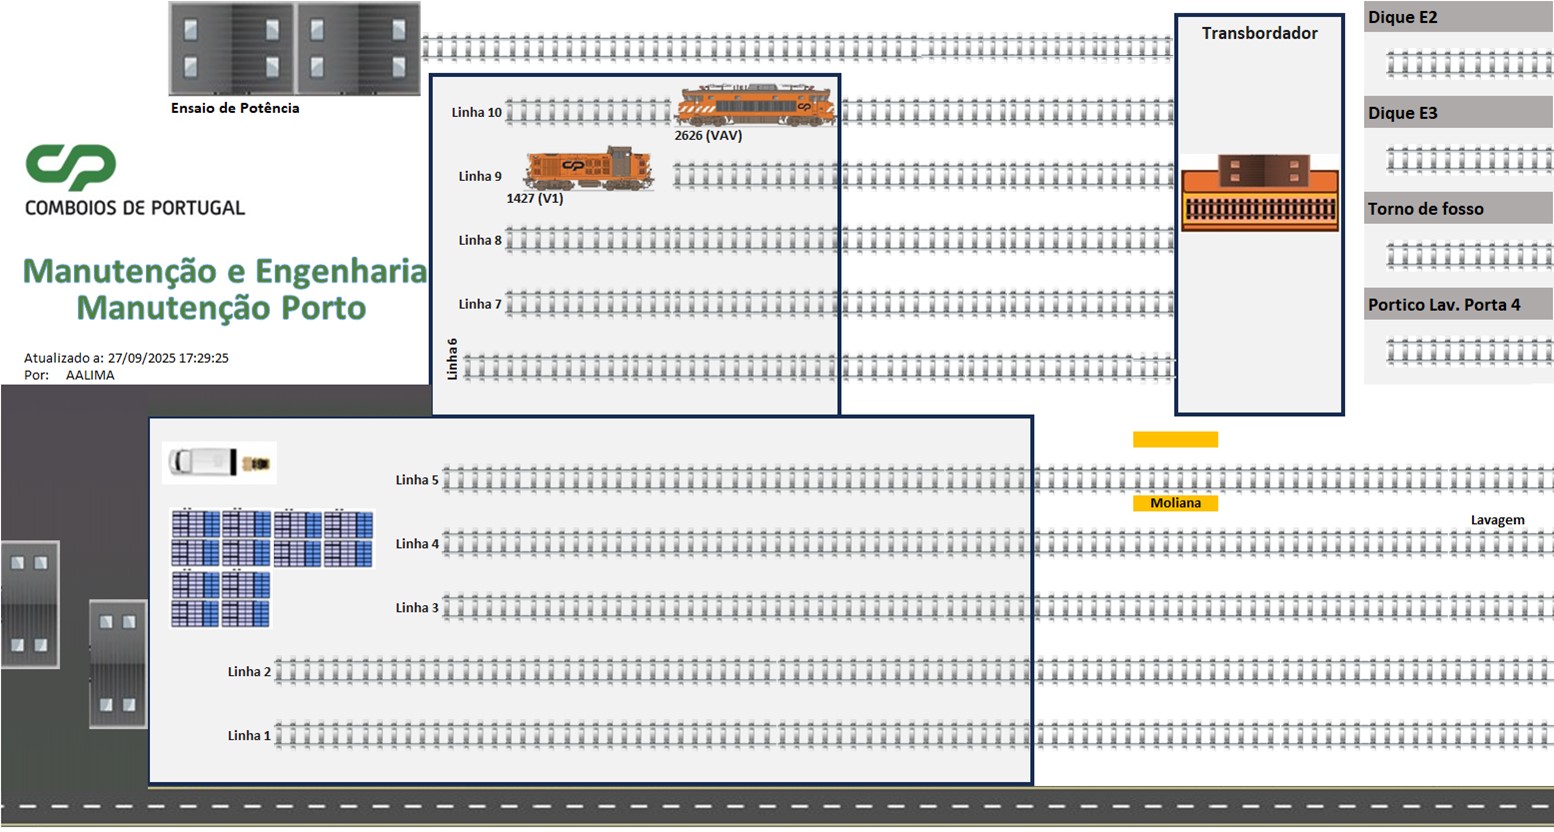 Ensaio de Potência
CP
COMBOIOS DE PORTUGAL
Manutenção e Engenharia
Manutenção Porto
Atualizado a: 27/09/2025 17:29:25
Por: AALIMA
Linha 10
2626 (VAV)
Linha 9
1427 (V1)
Linha 8
Linha 7
Linha6
Transbordador
Dique E2
Dique E3
Torno de fosso
Portico Lav. Porta 4
Linha 5
Moliana
Lavagem
Linha 4
Linha 3
Linha 2
Linha 1